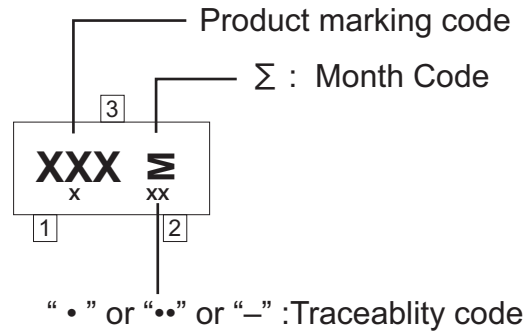 Product marking code
∑ : Month Code
3
XXX M
x xx
1 2
“ • ” or “••” or “–” :Traceablity code